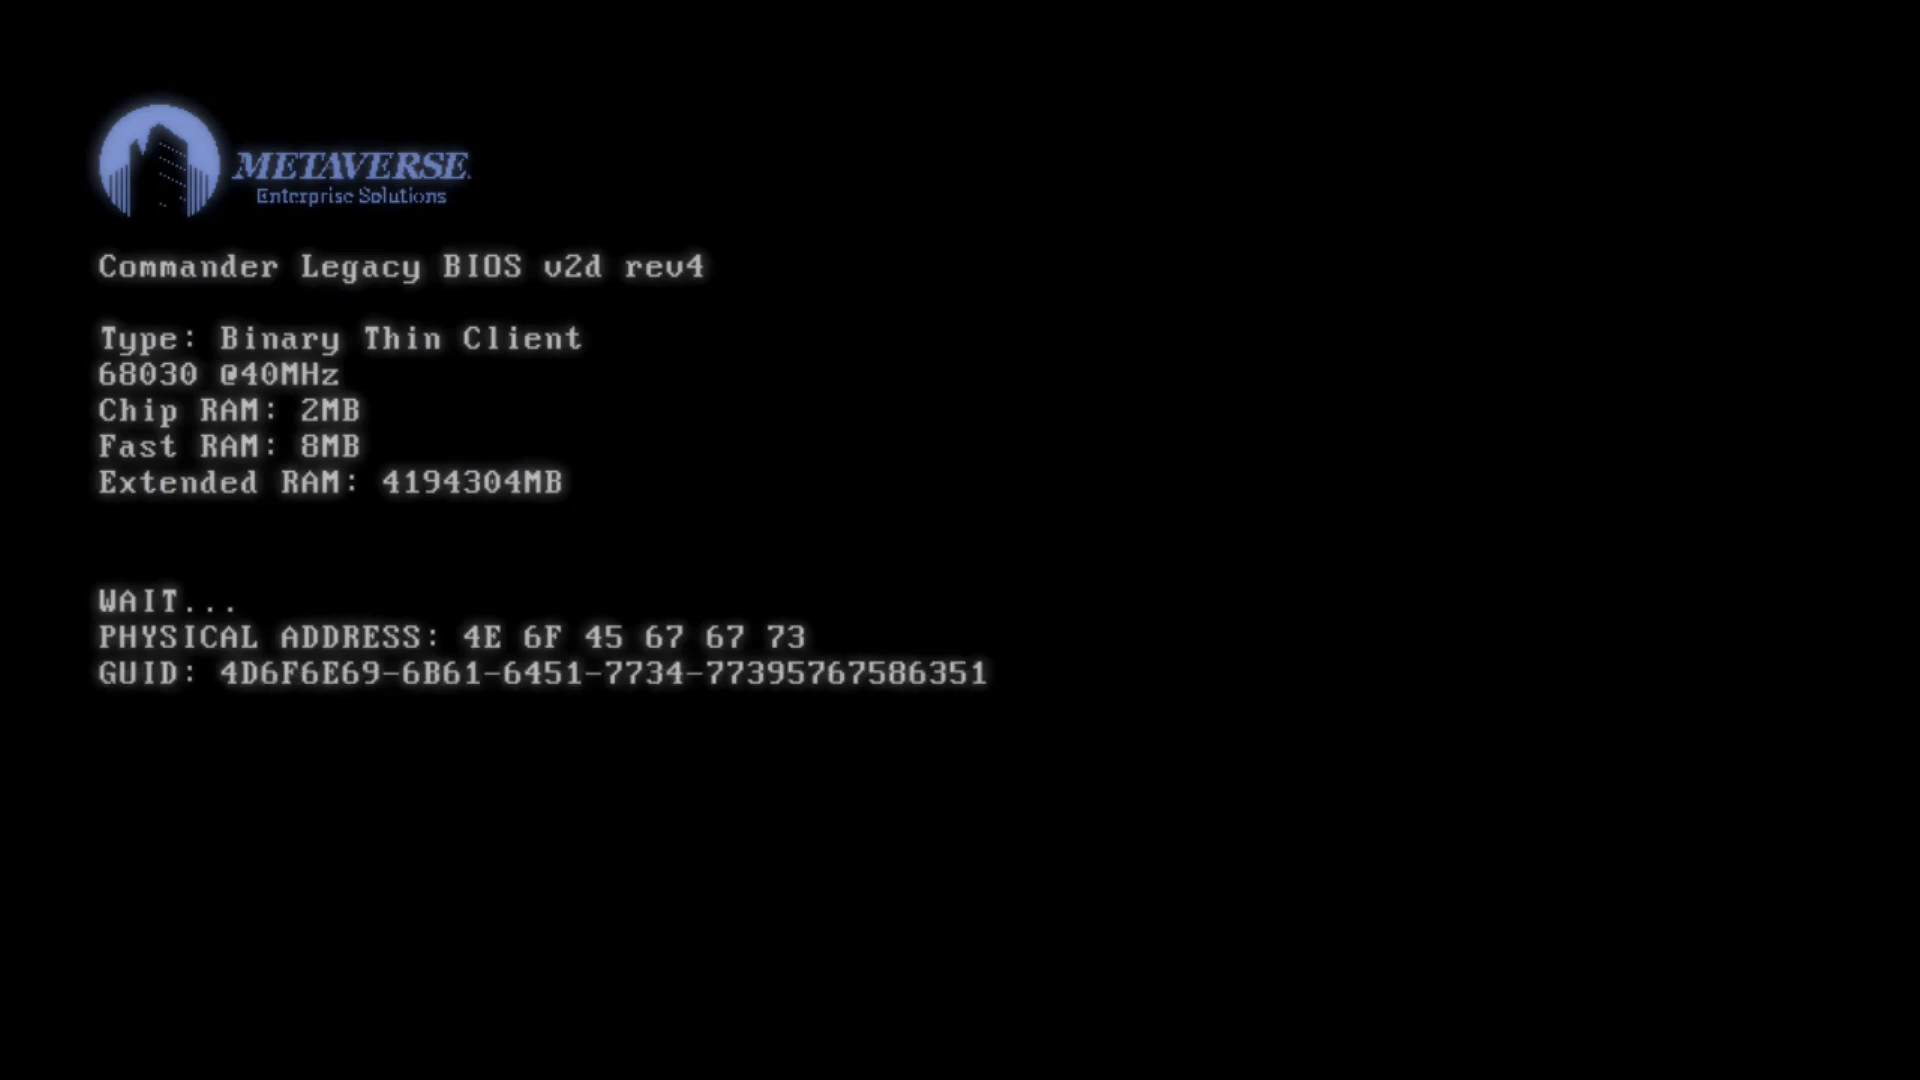 METAVERSE
Enterprise Solutions
Commander Legacy BIOS v2d rev4
Type: Binary Thin Client
68030 @40MHz
Chip RAM: 2MB
Fast RAM: 8MB
Extended RAM: 4194304MB
WAIT...
PHYSICAL ADDRESS: 4E 6F 45 67 67 73
GUID: 4D6F6E69-6B61-6451-7734-77395767586351